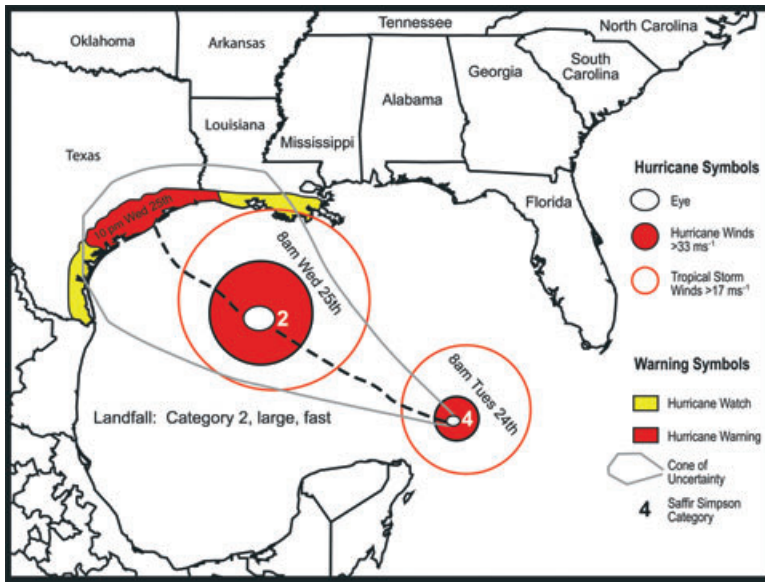 Tennessee
North Carolina
Oklahoma
Arkansas
South
Carolina
Georgia
Alabama
Louisiana
Mississippi
Texas
Florida
10 pm Wed 25th
8am Wed 25th
2
8am Tues 24th
4
Landfall: Category 2, large, fast
Hurricane Symbols
Eye
Hurricane Winds
>33 ms⁻¹
Tropical Storm
Winds >17 ms⁻¹
Warning Symbols
Hurricane Watch
Hurricane Warning
Cone of
Uncertainty
4 Saffir Simpson
Category